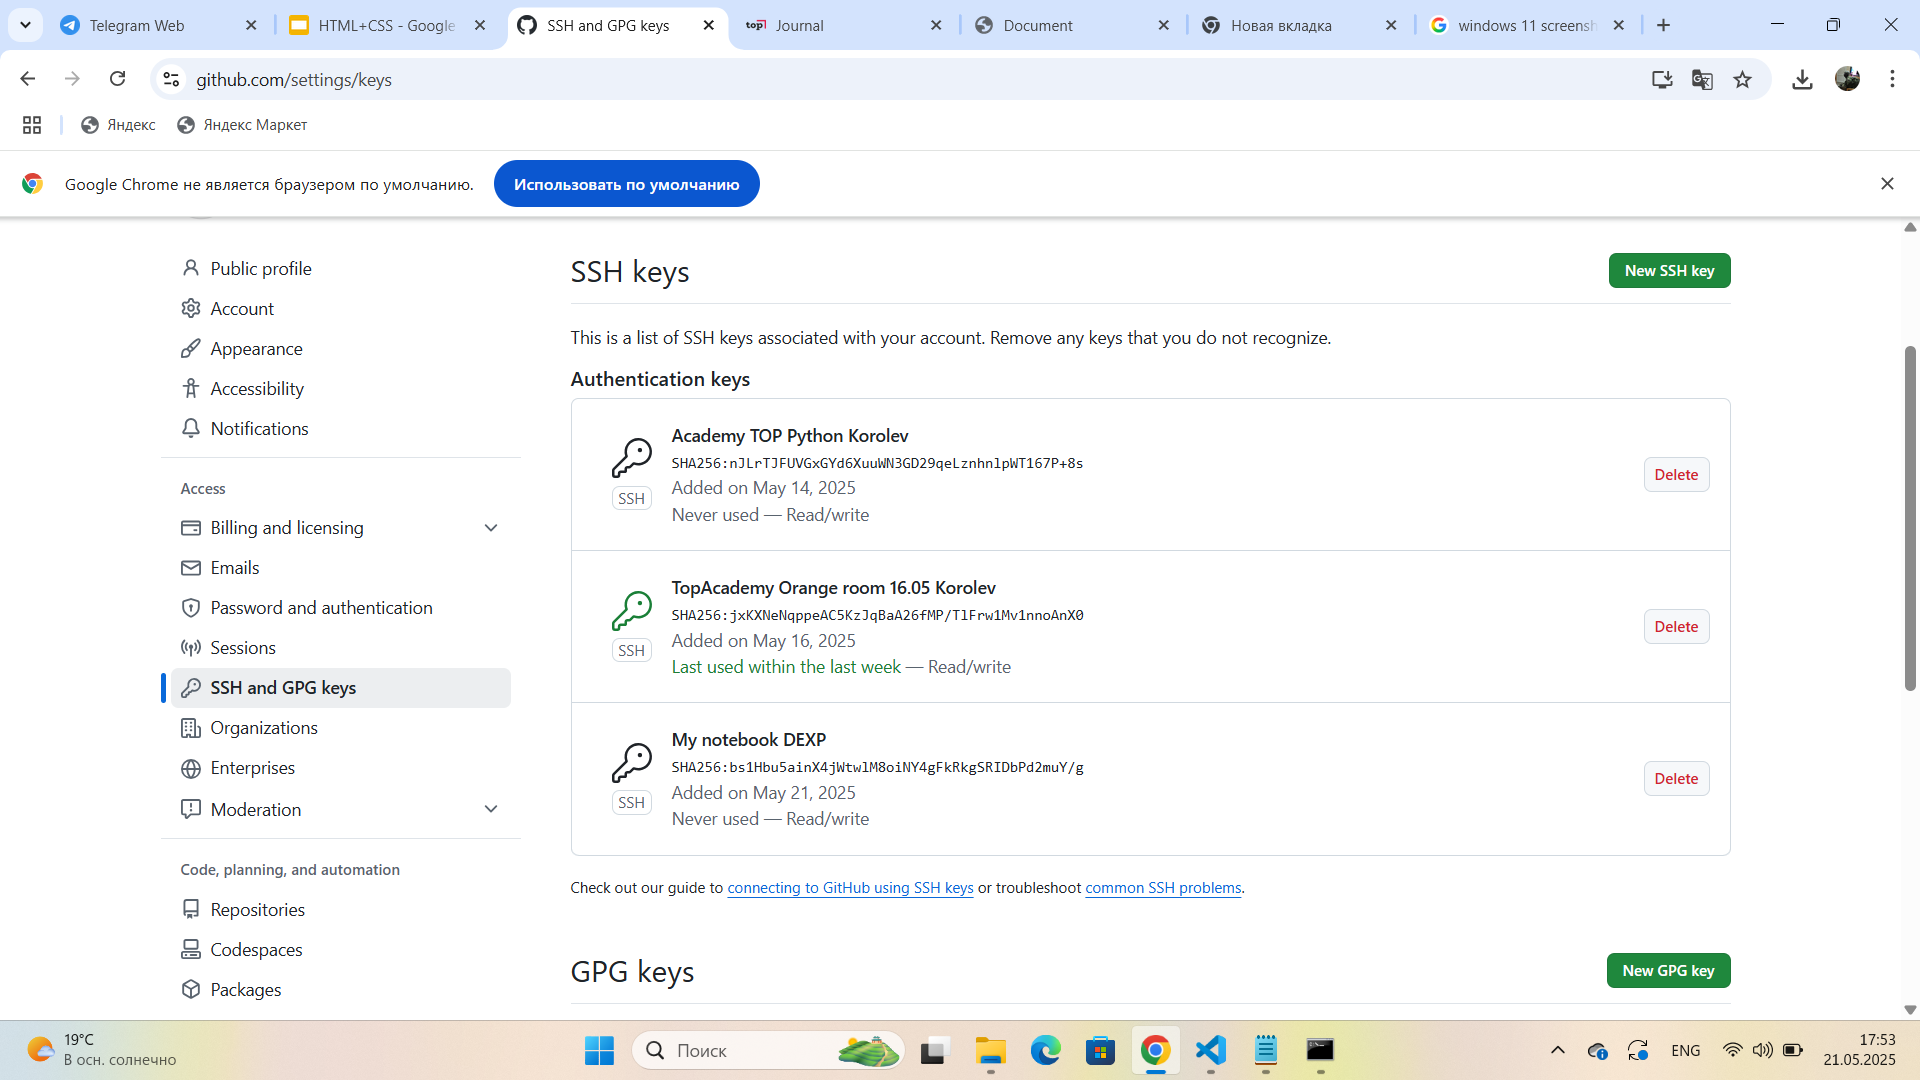 Telegram Web
HTML+CSS - Google
SSH and GPG keys
top
Journal
Document
Новая вкладка
windows 11 screensh
github.com/settings/keys
Яндекс
Яндекс Маркет
Google Chrome не является браузером по умолчанию.
Использовать по умолчанию
Public profile
Account
Appearance
Accessibility
Notifications
Access
Billing and licensing
Emails
Password and authentication
Sessions
SSH and GPG keys
Organizations
Enterprises
Moderation
Code, planning, and automation
Repositories
Codespaces
Packages
SSH keys
New SSH key
This is a list of SSH keys associated with your account. Remove any keys that you do not recognize.
Authentication keys
Academy TOP Python Korolev
SHA256:nJLrTJFUVGxGYd6XuuWN3GD29qeLznhnlpWT167P+8s
Added on May 14, 2025
Never used — Read/write
SSH
Delete
TopAcademy Orange room 16.05 Korolev
SHA256:jxKXNeNqppeAC5KzJqBaA26fMP/TlFrw1Mv1nnoAnX0
Added on May 16, 2025
Last used within the last week — Read/write
SSH
Delete
My notebook DEXP
SHA256:bs1Hbu5ainX4jWtwlM8oiNY4gFkRkgSRIDbPd2muY/g
Added on May 21, 2025
Never used — Read/write
SSH
Delete
Check out our guide to connecting to GitHub using SSH keys or troubleshoot common SSH problems.
GPG keys
New GPG key
19°C
В осн. солнечно
Поиск
ENG
17:53
21.05.2025